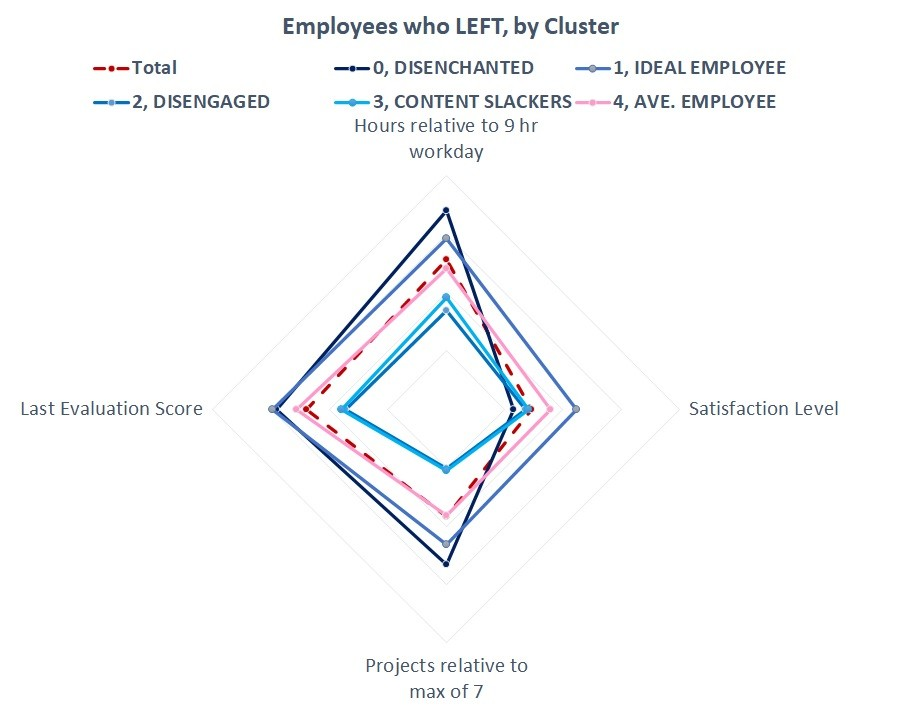 Employees who LEFT, by Cluster
Total
0, DISENCHANTED
1, IDEAL EMPLOYEE
2, DISENGAGED
3, CONTENT SLACKERS
4, AVE. EMPLOYEE
Hours relative to 9 hr
workday
Last Evaluation Score
Satisfaction Level
Projects relative to
max of 7